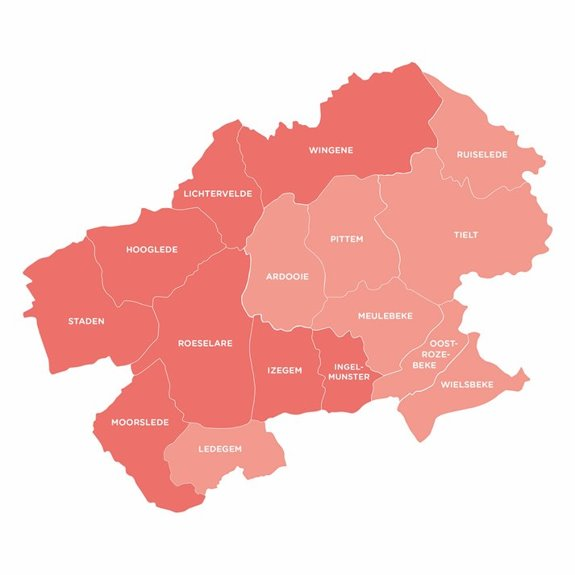 WINGENE
RUISELEDE
LICHTERVELDE
TIELT
PITTEM
HOOGLEDE
ARDOOIE
MEULEBEKE
STADEN
ROESELARE
OOST-
ROZE-
BEKE
IZEGEM
INGEL-
MUNSTER
WIELSBEKE
MOORSLEDE
LEDEGEM